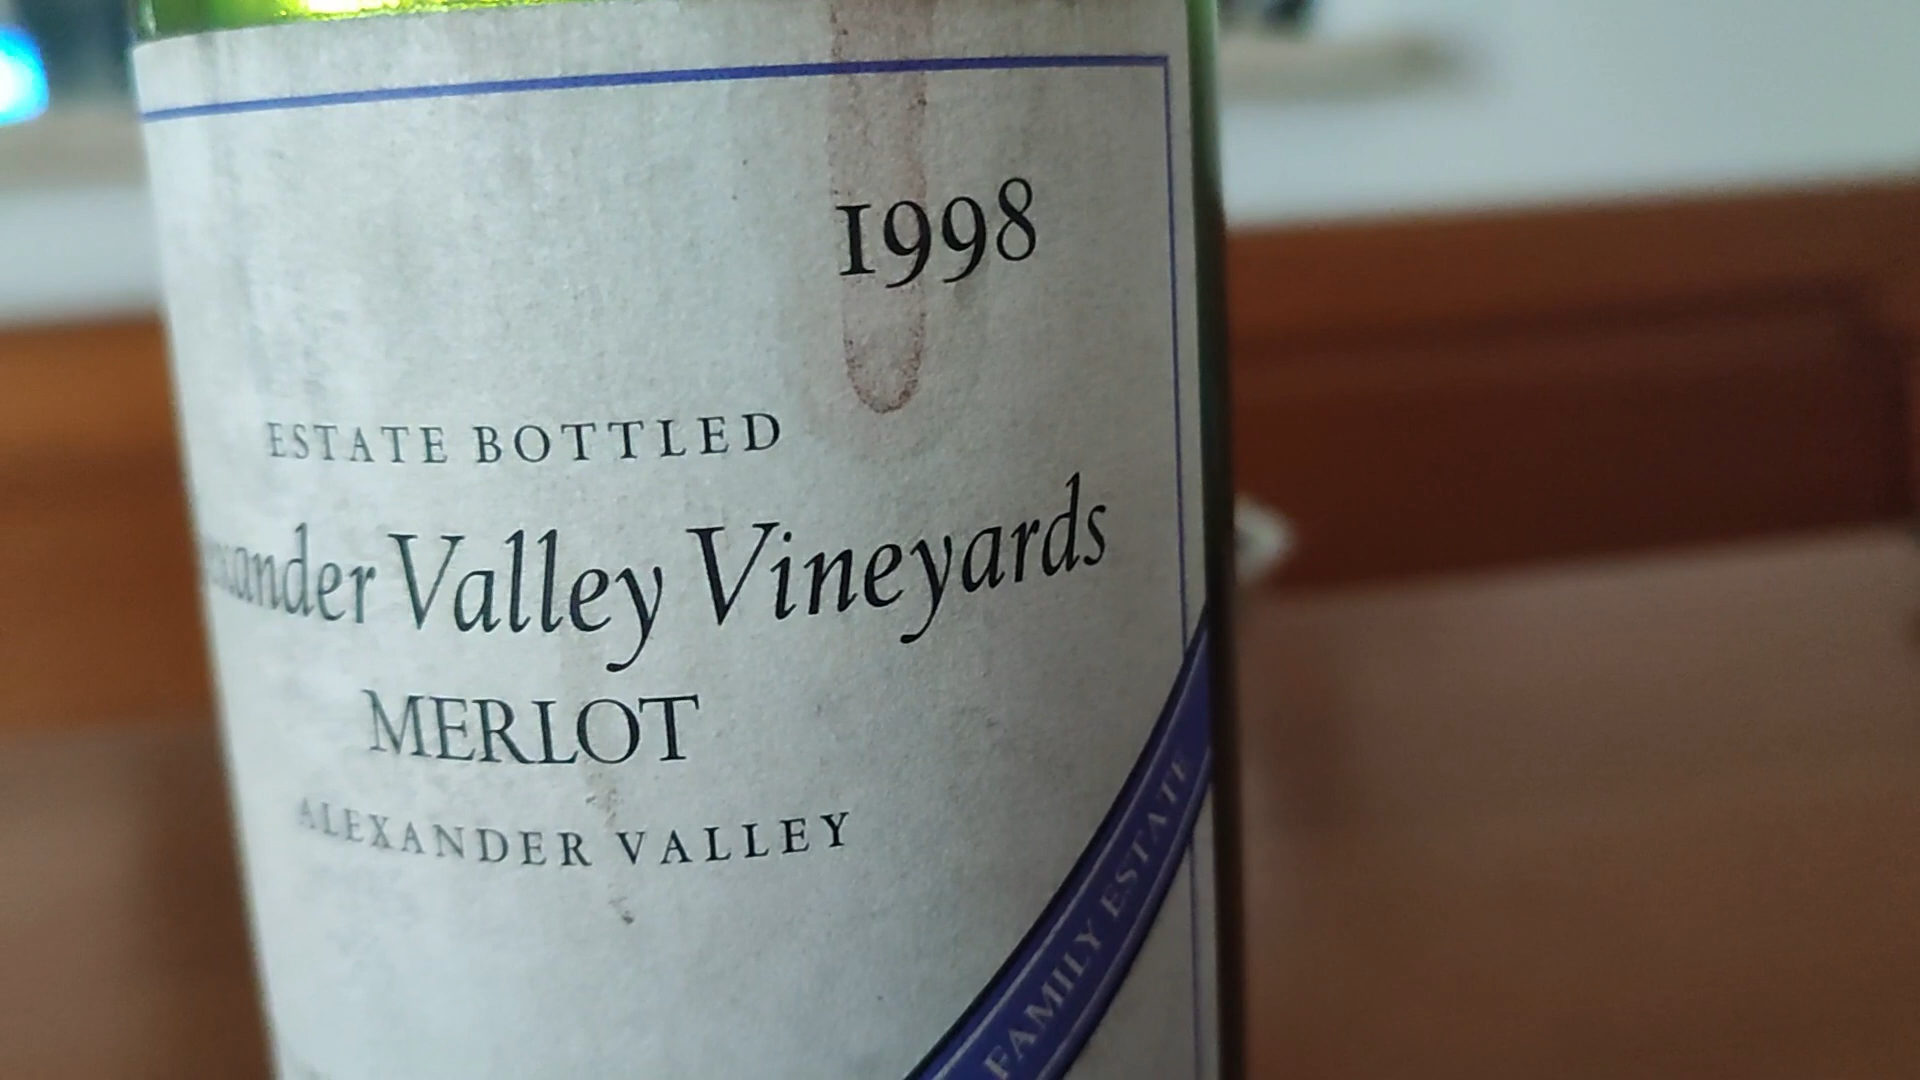 1998
ESTATE BOTTLED
Valley Vineyards
MERLOT
ALEXANDER VALLEY
FAMILY ESTATE